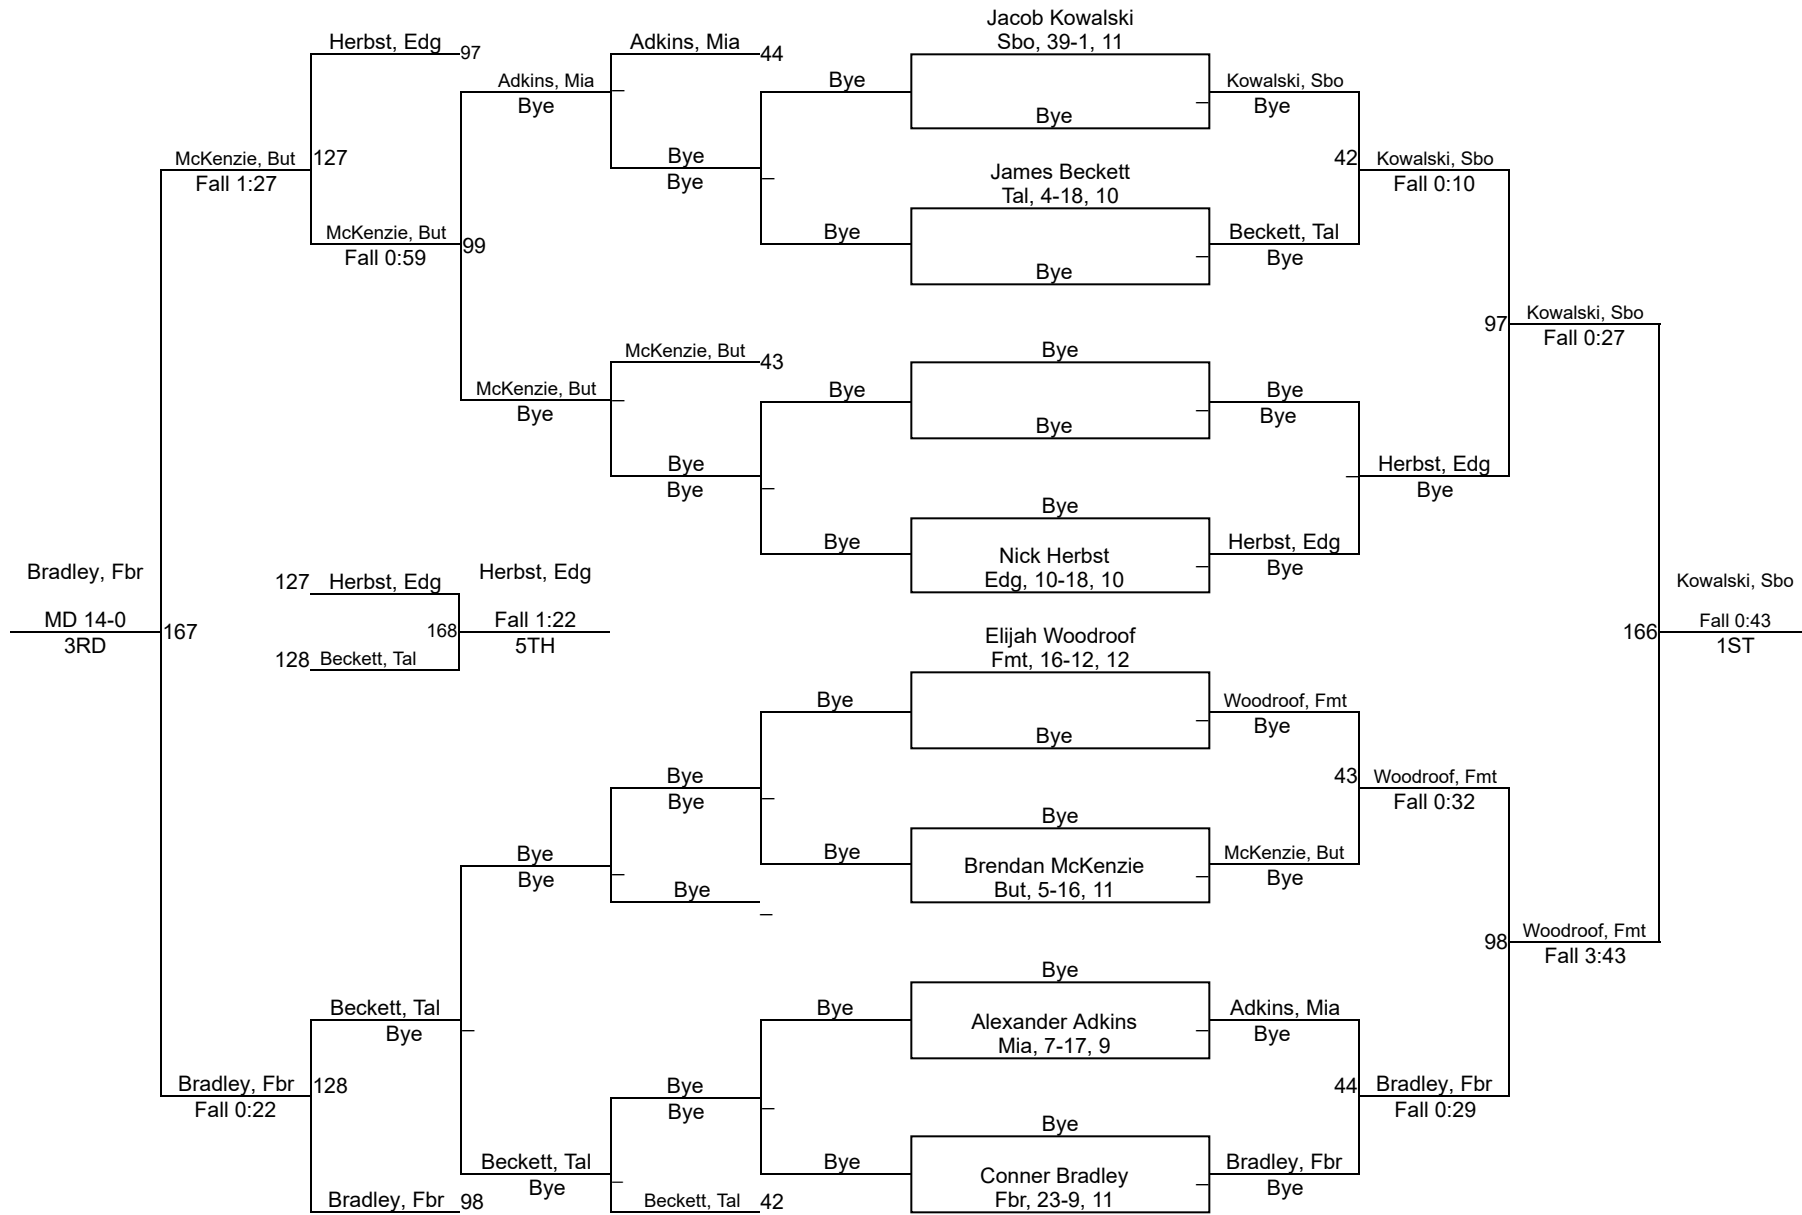 Jacob Kowalski
Sbo, 39-1, 11
Herbst, Edg 97
Adkins, Mia 44
Adkins, Mia
Bye
Bye
Bye
Kowalski, Sbo
Bye
McKenzie, But 127
Fall 1:27
Bye
Bye
James Beckett
Tal, 4-18, 10
42 Kowalski, Sbo
Fall 0:10
McKenzie, But
Fall 0:59
99
Bye
Bye
Beckett, Tal
Bye
McKenzie, But 43
Bye
97 Kowalski, Sbo
Fall 0:27
McKenzie, But
Bye
Bye
Bye
Bye
Bye
Bye
Bye
Bye
Herbst, Edg
Bye
Bye
Bye
Nick Herbst
Edg, 10-18, 10
Herbst, Edg
Bye
Bradley, Fbr
MD 14-0
3RD
167
127 Herbst, Edg
128 Beckett, Tal
168
Herbst, Edg
Fall 1:22
5TH
Kowalski, Sbo
166 Fall 0:43
1ST
Elijah Woodroof
Fmt, 16-12, 12
Bye
Bye
Woodroof, Fmt
Bye
Bye
Bye
43 Woodroof, Fmt
Fall 0:32
Bye
Bye
Bye
Bye
Brendan McKenzie
But, 5-16, 11
McKenzie, But
Bye
Bye
98 Woodroof, Fmt
Fall 3:43
Beckett, Tal
Bye
Bye
Bye
Alexander Adkins
Mia, 7-17, 9
Adkins, Mia
Bye
Bradley, Fbr 128
Fall 0:22
Bye
Bye
44 Bradley, Fbr
Fall 0:29
Beckett, Tal
Bye
Bye
Bye
Conner Bradley
Fbr, 23-9, 11
Bradley, Fbr
Bye
Bradley, Fbr 98
Beckett, Tal 42